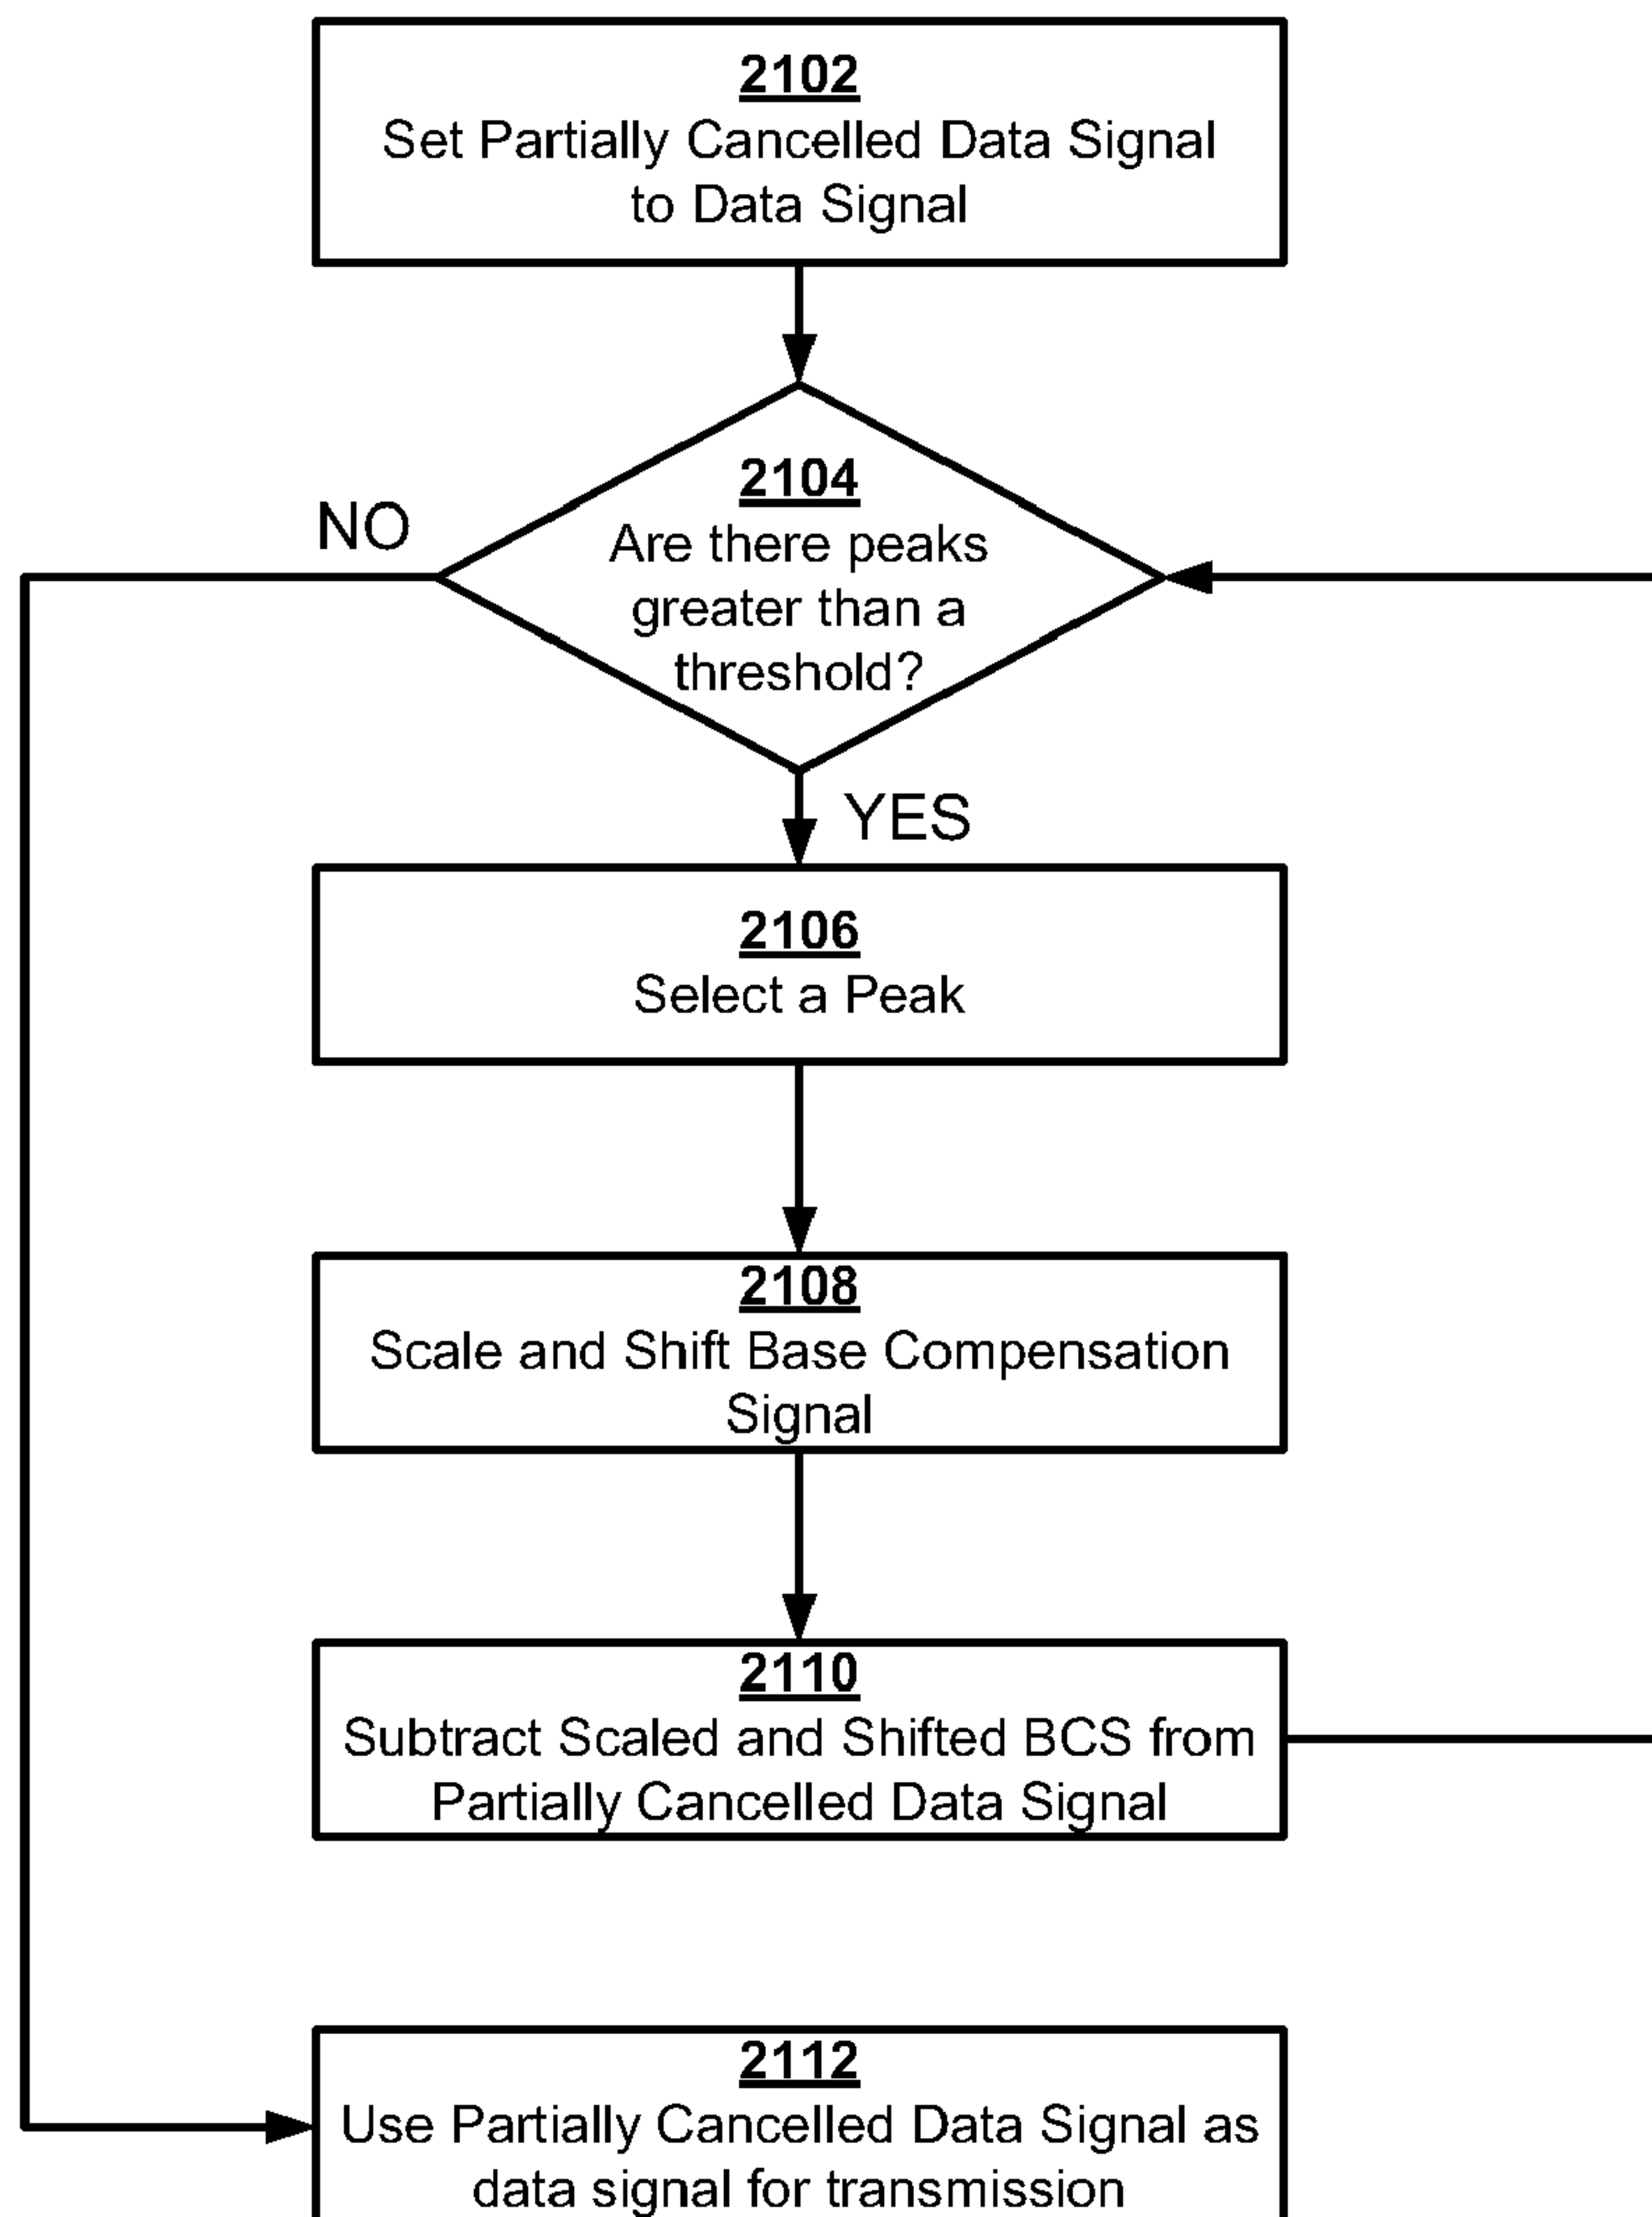 2102
Set Partially Cancelled Data Signal
to Data Signal
2104
Are there peaks
greater than a
threshold?
NO
YES
2106
Select a Peak
2108
Scale and Shift Base Compensation
Signal
2110
Subtract Scaled and Shifted BCS from
Partially Cancelled Data Signal
2112
Use Partially Cancelled Data Signal as
data signal for transmission